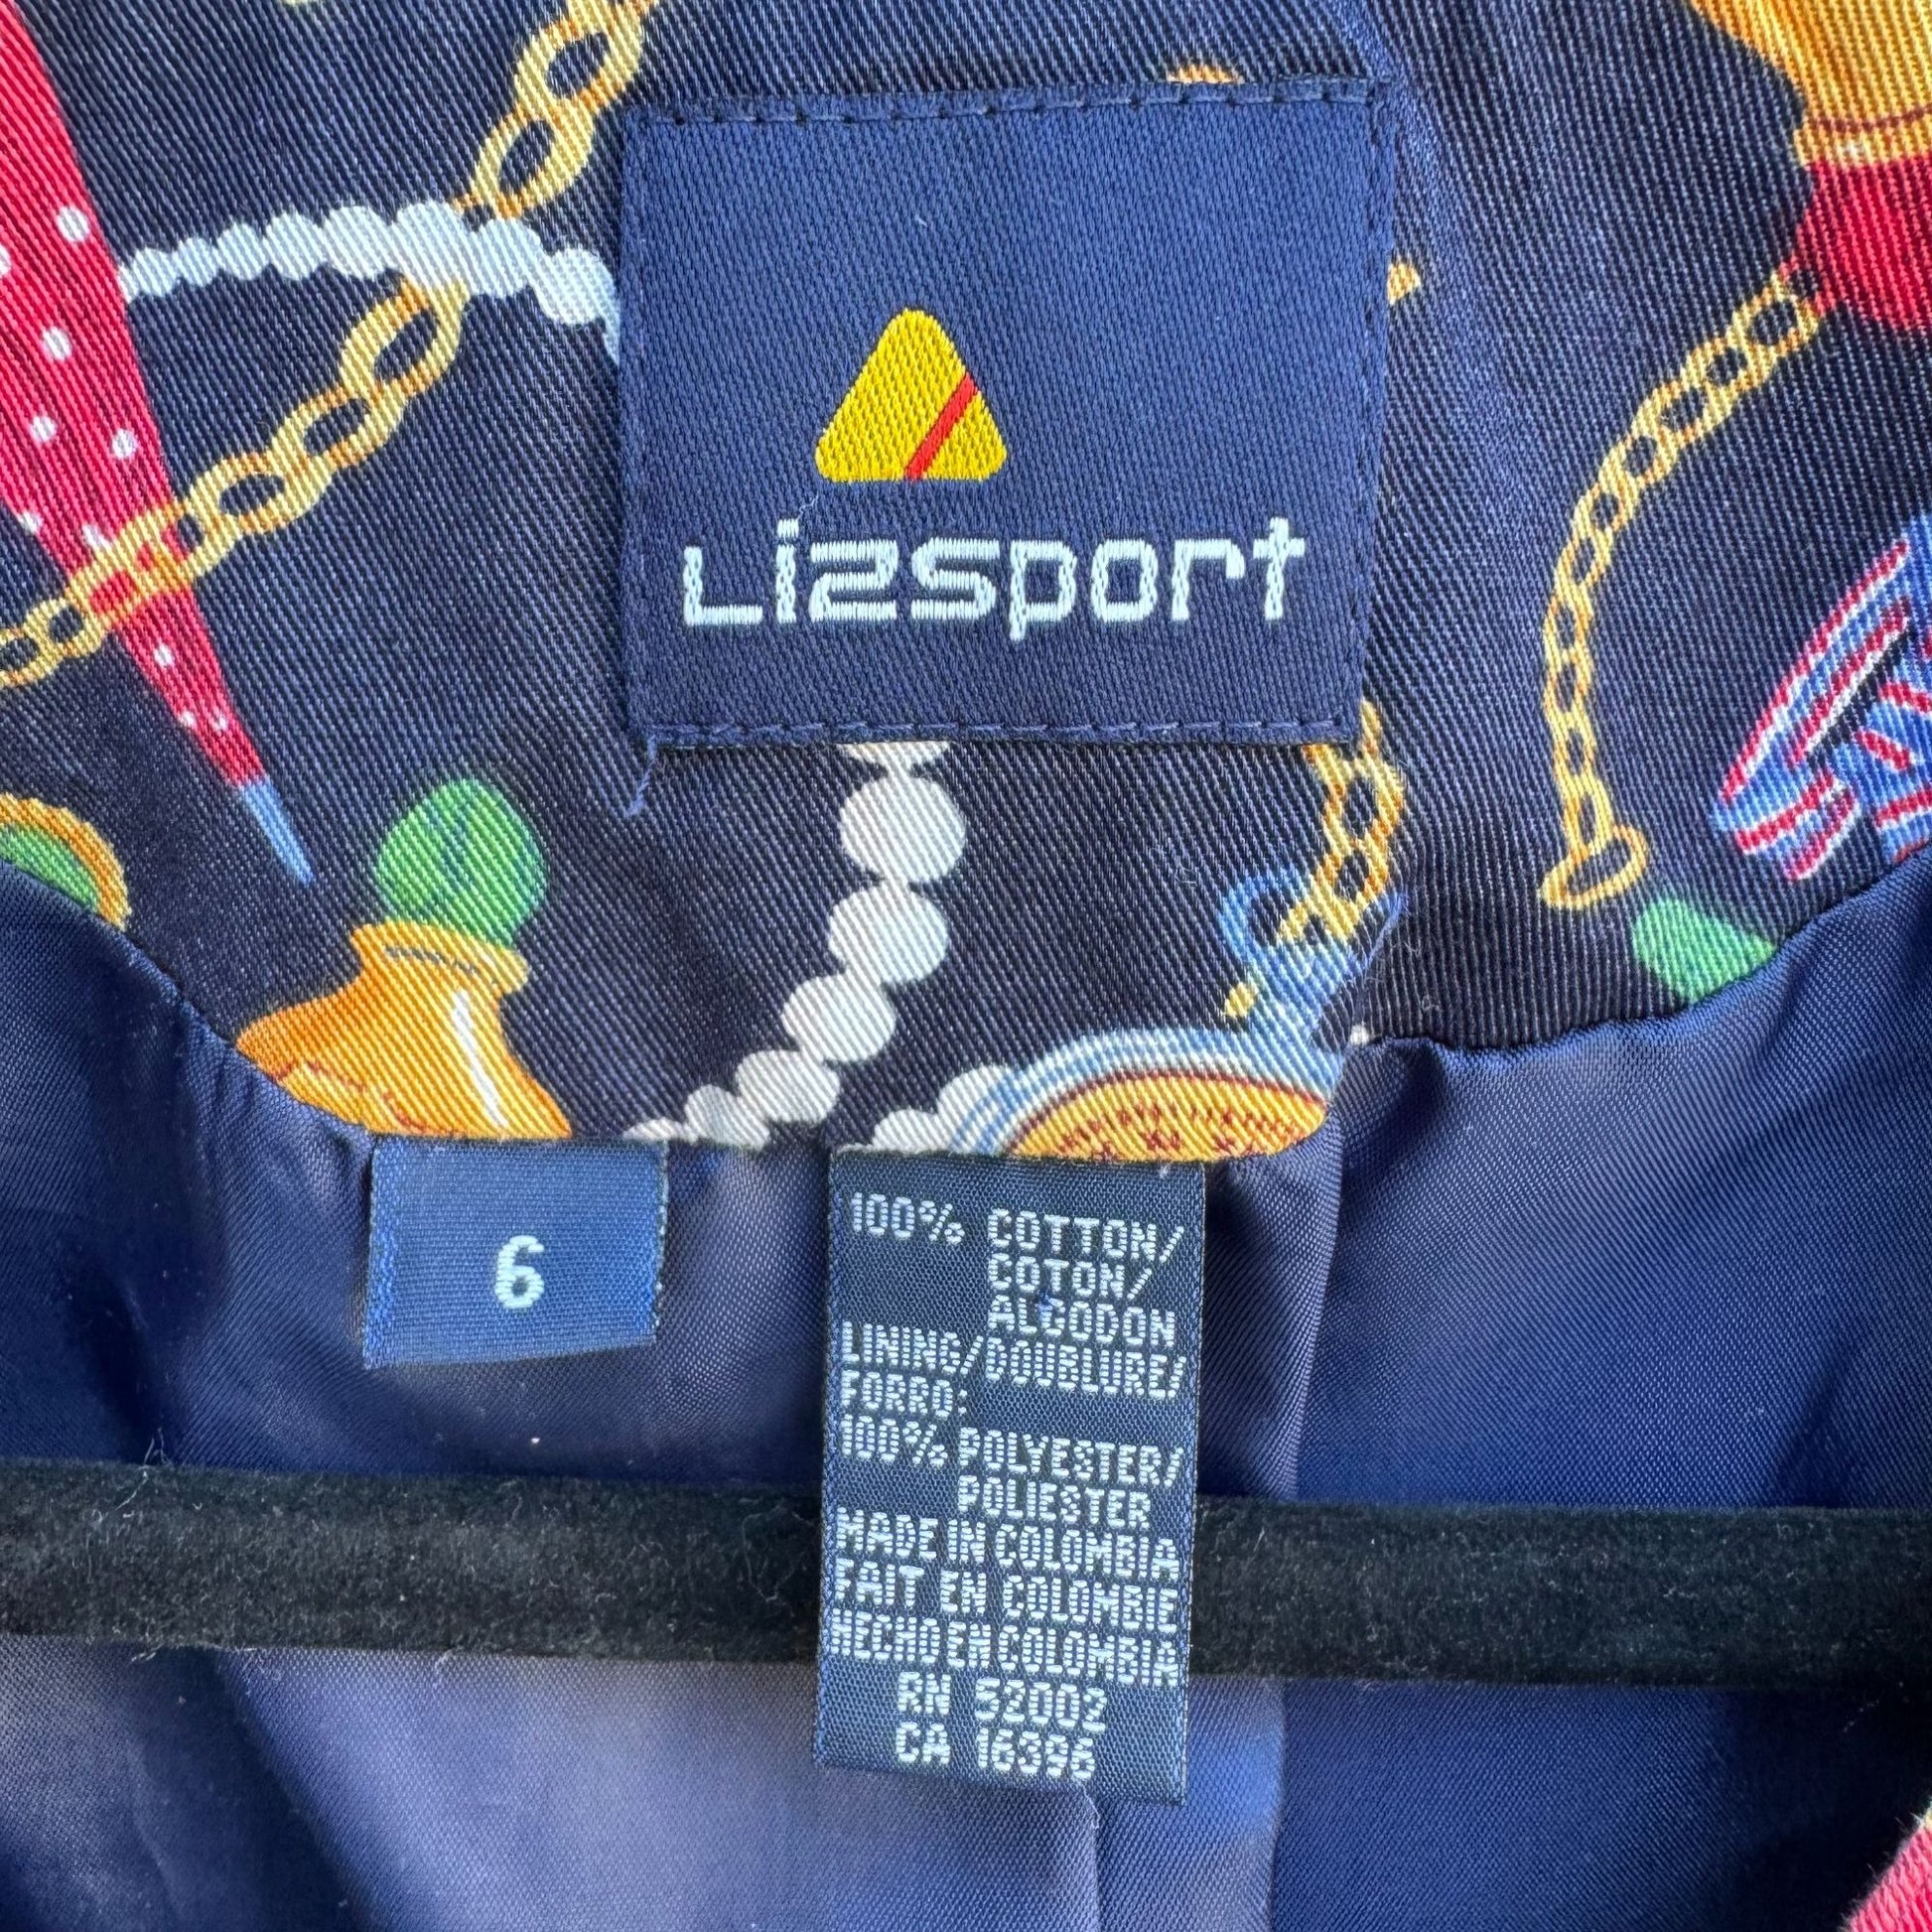 Lizsport
6
100% COTTON/
COTON/
ALGODON
LINING/DOUBLURE/
FORRO:
100% POLYESTER/
POLIESTER
MADE IN COLOMBIA
FAIT EN COLOMBIE
HECHO EN COLOMBIA
RN 52002
CA 16396